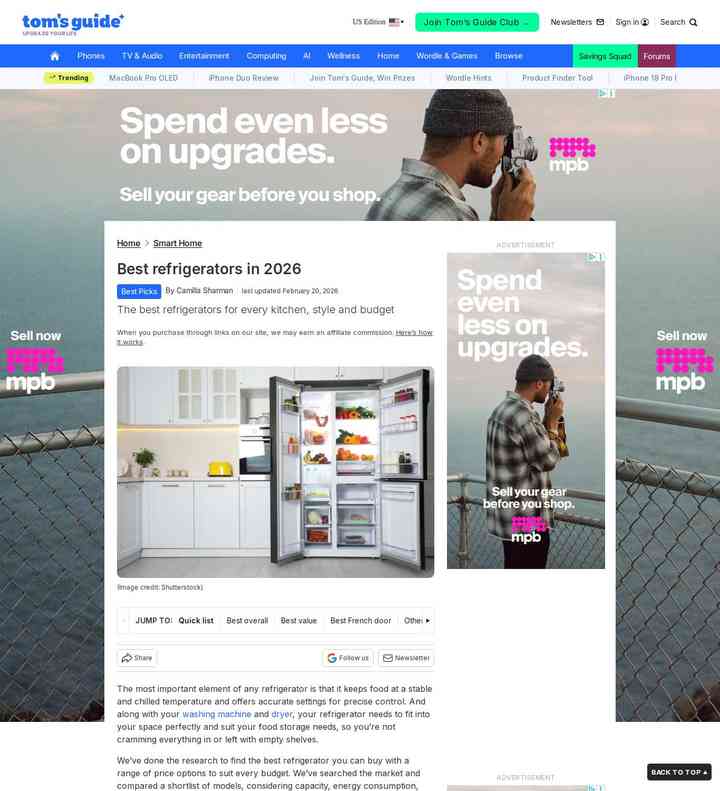 tom's guide
UPGRADE YOUR LIFE
US Edition
Join Tom's Guide Club →
Newsletters
Sign in
Search
Phones
TV & Audio
Entertainment
Computing
AI
Wellness
Home
Wordle & Games
Browse
Savings Squad
Forums
Trending
MacBook Pro OLED
iPhone Duo Review
Join Tom's Guide, Win Prizes
Wordle Hints
Product Finder Tool
iPhone 18 Pro
Spend even less
on upgrades.
Sell your gear before you shop.
mpb
Sell now
mpb
Sell now
mpb
Home > Smart Home
Best refrigerators in 2026
Best Picks By Camilla Sharman last updated February 20, 2026
The best refrigerators for every kitchen, style and budget
When you purchase through links on our site, we may earn an affiliate commission. Here's how
it works.
(Image credit: Shutterstock)
JUMP TO: Quick list
Best overall
Best value
Best French door
Other
Share
Follow us
Newsletter
The most important element of any refrigerator is that it keeps food at a stable
and chilled temperature and offers accurate settings for precise control. And
along with your washing machine and dryer, your refrigerator needs to fit into
your space perfectly and suit your food storage needs, so you're not
cramming everything in or left with empty shelves.
We've done the research to find the best refrigerator you can buy with a
range of price options to suit every budget. We've searched the market and
compared a shortlist of models, considering capacity, energy consumption,
ADVERTISEMENT
Spend
even
less on
upgrades.
Sell your gear
before you shop.
mpb
ADVERTISEMENT
BACK TO TOP